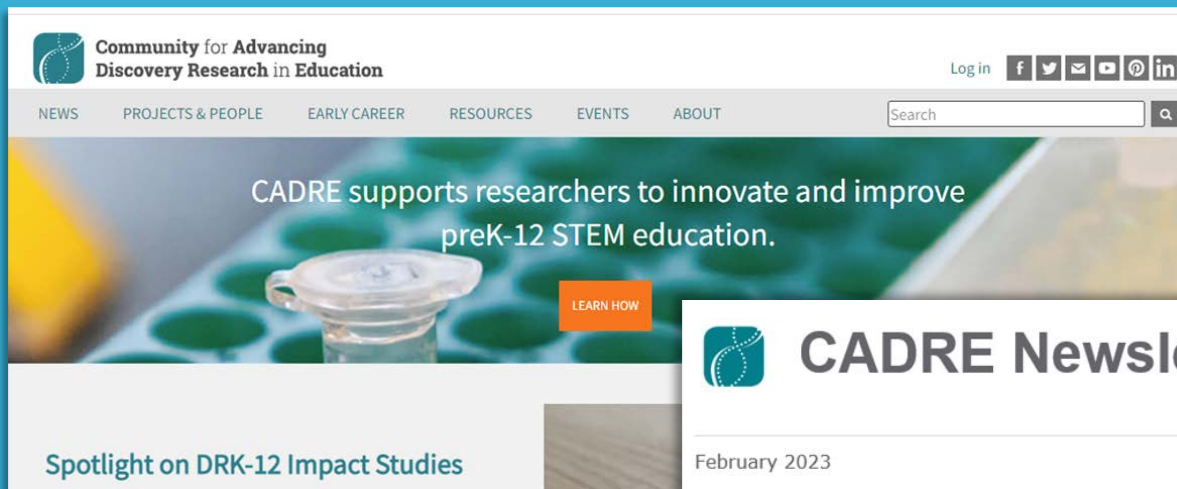 Community for Advancing
Discovery Research in Education
Log in
NEWS PROJECTS & PEOPLE EARLY CAREER RESOURCES EVENTS ABOUT Search
CADRE supports researchers to innovate and improve
preK-12 STEM education.
LEARN HOW
CADRE Newsl
Spotlight on DRK-12 Impact Studies
February 2023